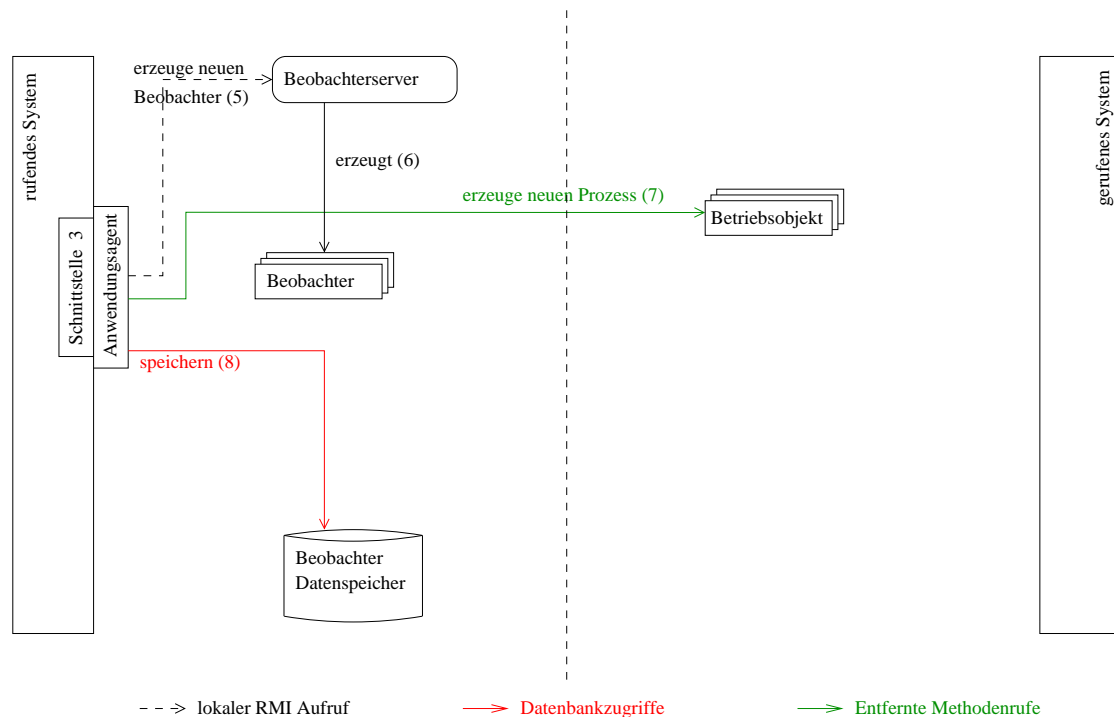 rufendes System
erzeuge neuen
Beobachter (5)
Beobachterserver
gerufenes System
erzeugt (6)
erzeuge neuen Prozess (7)
Betriebsobjekt
Schnittstelle 3
Anwendungsagent
Beobachter
speichern (8)
Beobachter
Datenspeicher
lokaler RMI Aufruf
Datenbankzugriffe
Entfernte Methodenrufe